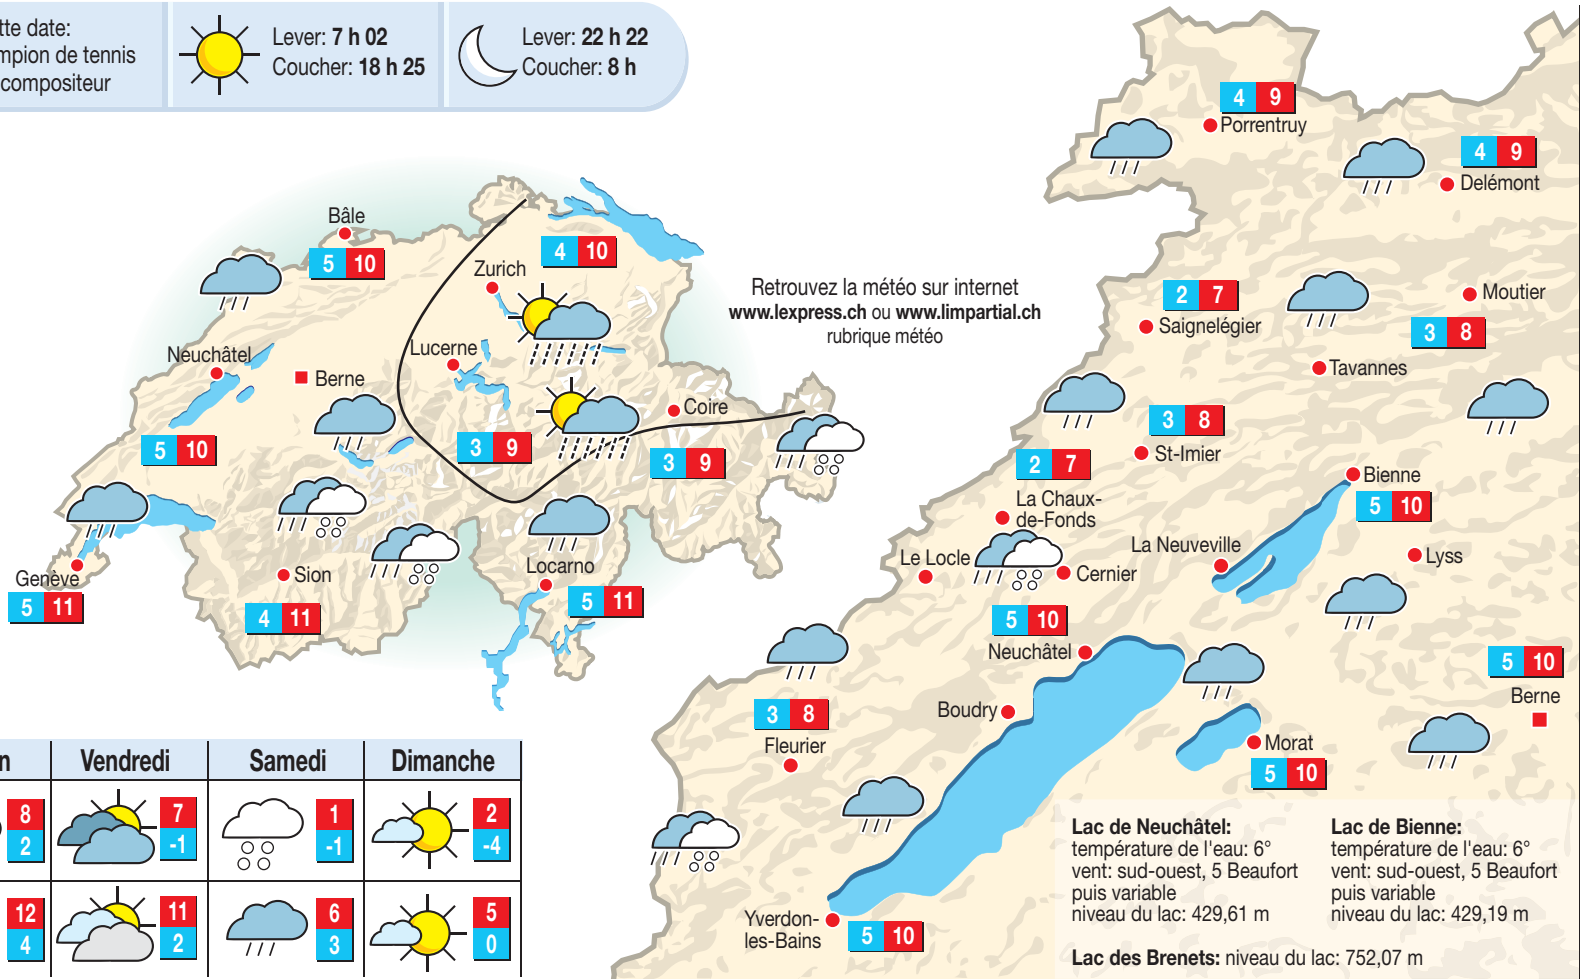 tte date:
mpion de tennis
compositeur
Lever: 7 h 02
Coucher: 18 h 25
Lever: 22 h 22
Coucher: 8 h
Bâle
5 10
4 10
Zurich
Neuchâtel
Berne
Lucerne
Coire
5 10
3 9
3 9
Genève
5 11
Sion
4 11
Locarno
5 11
Retrouvez la météo sur internet
www.lexpress.ch ou www.limpartial.ch
rubrique météo
4 9
Porrentruy
4 9
Delémont
2 7
Saignelégier
Moutier
3 8
Tavannes
3 8
St-Imier
2 7
La Chaux-
de-Fonds
Bienne
5 10
Le Locle
Cernier
La Neuveville
Lyss
5 10
Neuchâtel
5 10
Berne
3 8
Fleurier
Boudry
Morat
5 10
Yverdon-
les-Bains
5 10
n
Vendredi
Samedi
Dimanche
8
2
7
-1
1
-1
2
-4
12
4
11
2
6
3
5
0
Lac de Neuchâtel:
température de l'eau: 6°
vent: sud-ouest, 5 Beaufort
puis variable
niveau du lac: 429,61 m
Lac de Bienne:
température de l'eau: 6°
vent: sud-ouest, 5 Beaufort
puis variable
niveau du lac: 429,19 m
Lac des Brenets: niveau du lac: 752,07 m